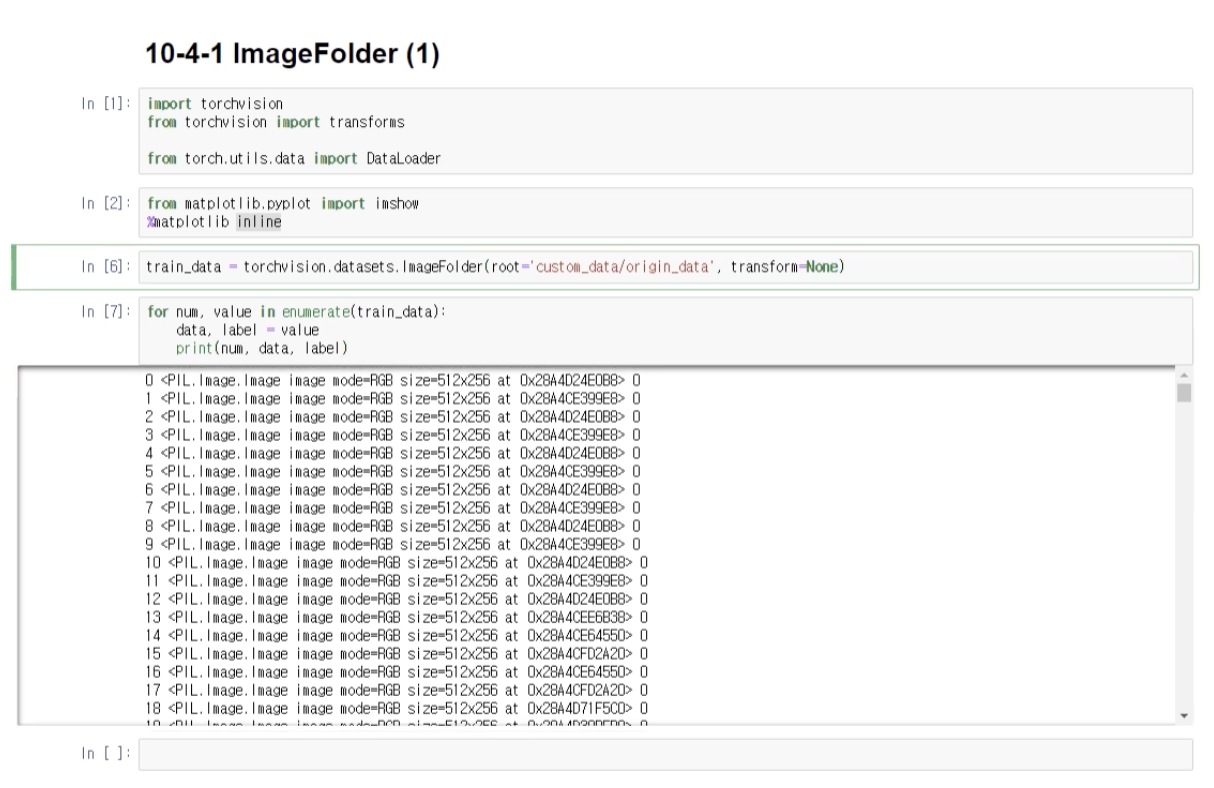 10-4-1 ImageFolder (1)
In [1]: import torchvision
from torchvision import transforms
from torch.utils.data import DataLoader
In [2]: from matplotlib.pyplot import imshow
%matplotlib inline
In [6]: train_data = torchvision.datasets.ImageFolder(root='custom_data/origin_data', transform=None)
In [7]: for num, value in enumerate(train_data):
data, label = value
print(num, data, label)
0 <PIL.Image.Image image mode=RGB size=512x256 at 0x28A4D24E0B8> 0
1 <PIL.Image.Image image mode=RGB size=512x256 at 0x28A4CE399E8> 0
2 <PIL.Image.Image image mode=RGB size=512x256 at 0x28A4D24E0B8> 0
3 <PIL.Image.Image image mode=RGB size=512x256 at 0x28A4CE399E8> 0
4 <PIL.Image.Image image mode=RGB size=512x256 at 0x28A4D24E0B8> 0
5 <PIL.Image.Image image mode=RGB size=512x256 at 0x28A4CE399E8> 0
6 <PIL.Image.Image image mode=RGB size=512x256 at 0x28A4D24E0B8> 0
7 <PIL.Image.Image image mode=RGB size=512x256 at 0x28A4CE399E8> 0
8 <PIL.Image.Image image mode=RGB size=512x256 at 0x28A4D24E0B8> 0
9 <PIL.Image.Image image mode=RGB size=512x256 at 0x28A4CE399E8> 0
10 <PIL.Image.Image image mode=RGB size=512x256 at 0x28A4D24E0B8> 0
11 <PIL.Image.Image image mode=RGB size=512x256 at 0x28A4CE399E8> 0
12 <PIL.Image.Image image mode=RGB size=512x256 at 0x28A4D24E0B8> 0
13 <PIL.Image.Image image mode=RGB size=512x256 at 0x28A4CEE6B38> 0
14 <PIL.Image.Image image mode=RGB size=512x256 at 0x28A4CE64550> 0
15 <PIL.Image.Image image mode=RGB size=512x256 at 0x28A4CFD2A20> 0
16 <PIL.Image.Image image mode=RGB size=512x256 at 0x28A4CE64550> 0
17 <PIL.Image.Image image mode=RGB size=512x256 at 0x28A4CFD2A20> 0
18 <PIL.Image.Image image mode=RGB size=512x256 at 0x28A4D71F5C0> 0
In [ ]: